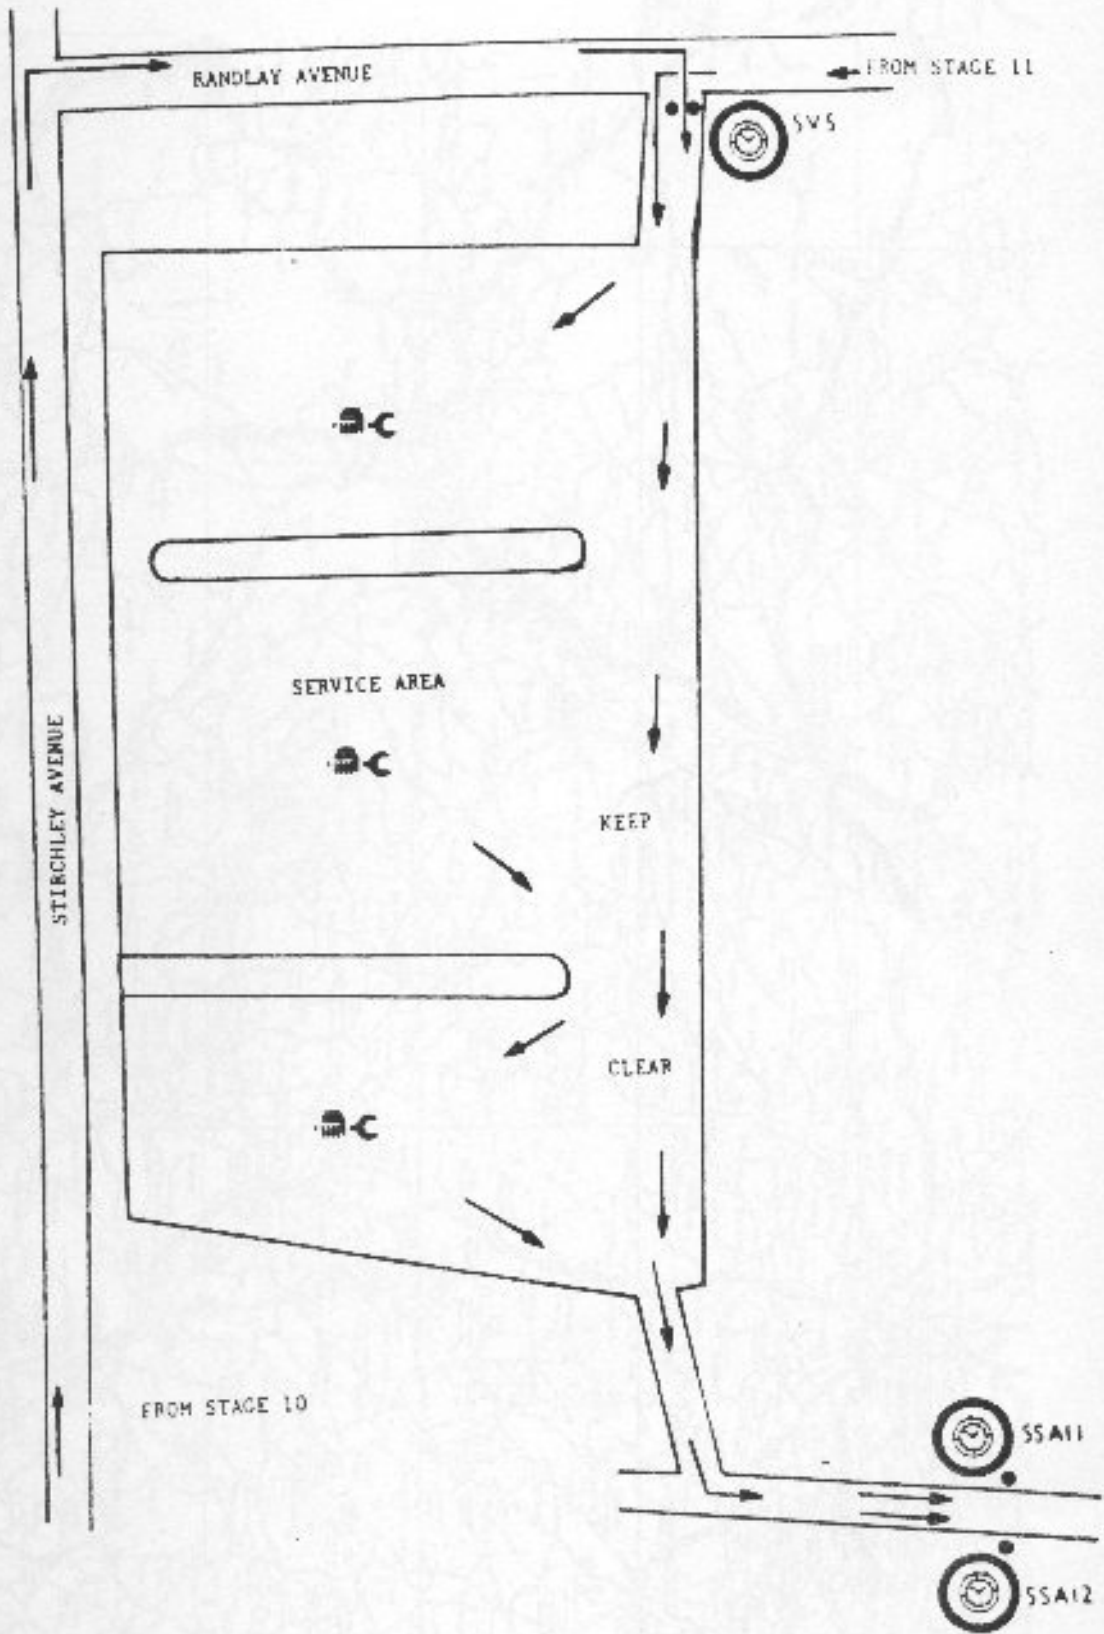 RANDLAY AVENUE
FROM STAGE 11
SVS
SERVICE AREA
STIRCHLEY AVENUE
KEEP
CLEAR
FROM STAGE 10
SSA11
SSA12